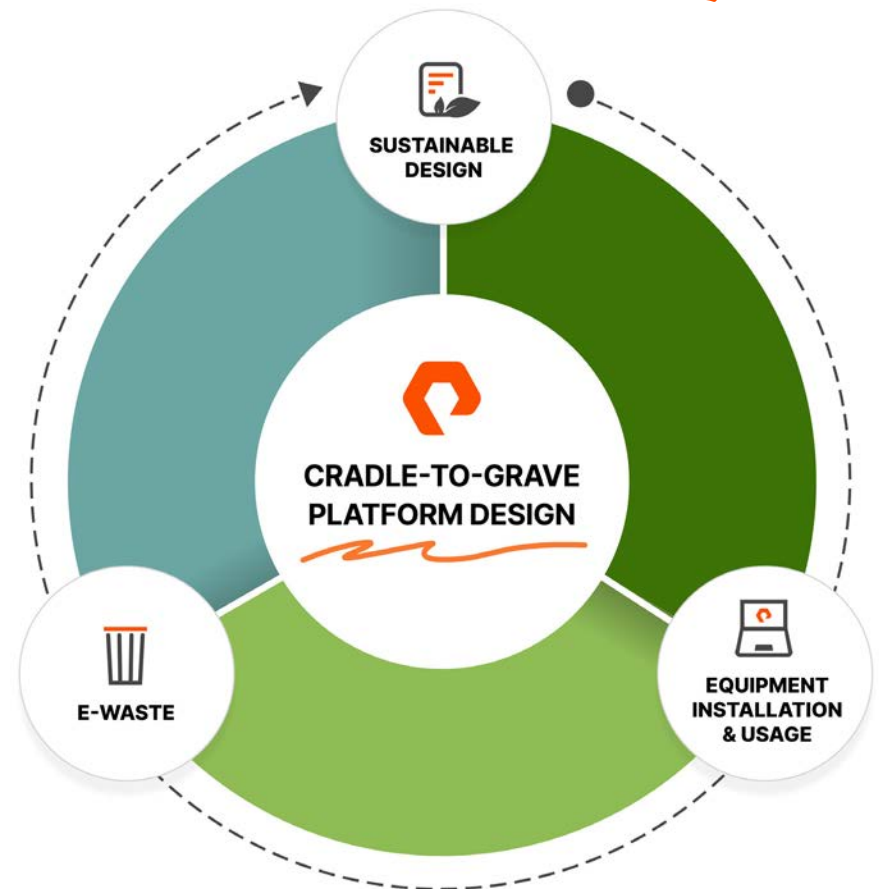 SUSTAINABLE
DESIGN
CRADLE-TO-GRAVE
PLATFORM DESIGN
E-WASTE
EQUIPMENT
INSTALLATION
& USAGE